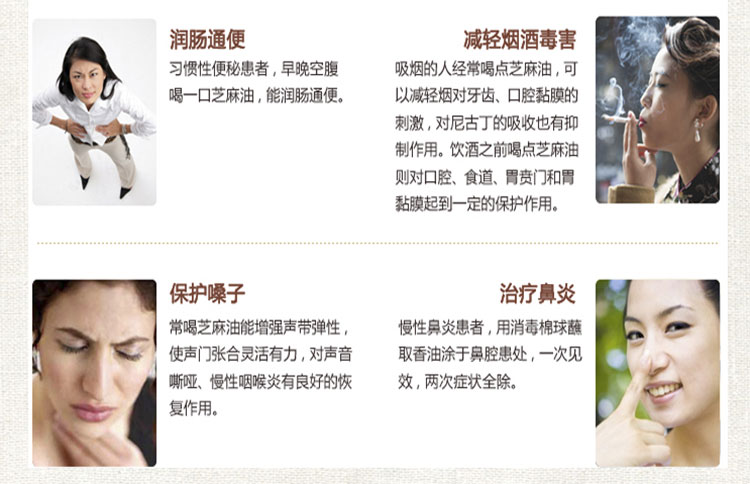 润肠通便
习惯性便秘患者，早晚空腹
喝一口芝麻油，能润肠通便。
减轻烟酒毒害
吸烟的人经常喝点芝麻油，可
以减轻烟对牙齿、口腔黏膜的
刺激，对尼古丁的吸收也有抑
制作用。饮酒之前喝点芝麻油
则对口腔、食道、胃贲门和胃
黏膜起到一定的保护作用。
保护嗓子
常喝芝麻油能增强声带弹性，
使声门张合灵活有力，对声音
嘶哑、慢性咽喉炎有良好的恢
复作用。
治疗鼻炎
慢性鼻炎患者，用消毒棉球蘸
取香油涂于鼻腔患处，一次见
效，两次症状全除。